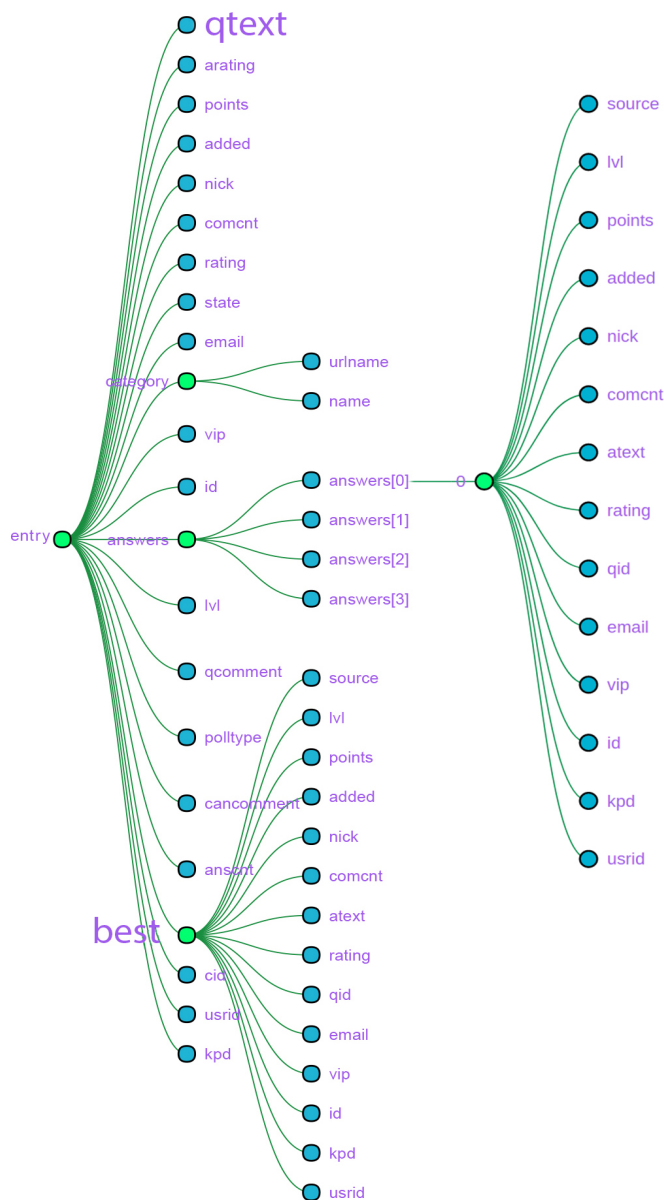 qtext
arating
points
added
nick
comcnt
rating
state
email
category
urlname
name
vip
id
entry
answers
answers[0]
answers[1]
answers[2]
answers[3]
0
source
lvl
points
added
nick
comcnt
atext
rating
qid
email
vip
id
kpd
usrid
lvl
qcomment
polltype
cancomment
anscnt
best
source
lvl
points
added
nick
comcnt
atext
rating
qid
email
vip
id
kpd
usrid
cid
usrid
kpd